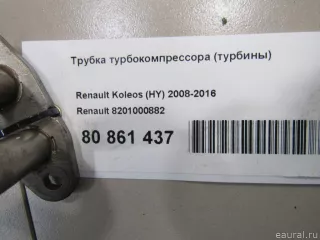 Трубка турбокомпрессора (турбины)
Renault Koleos (HY) 2008-2016
Renault 8201000882
80 861 437
eaural.ru